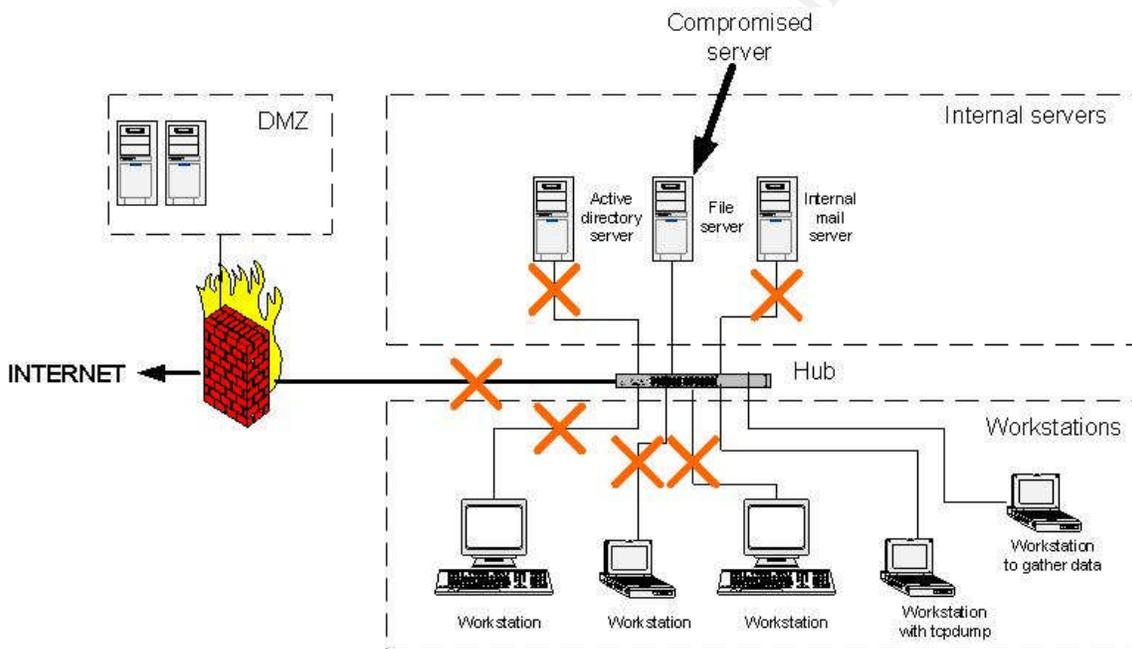 Compromised
server
DMZ
Internal servers
Active
directory
server
File
server
Internal
mail
server
INTERNET
Hub
Workstations
Workstation
Workstation
Workstation
Workstation
with tcpdump
Workstation
to gather data